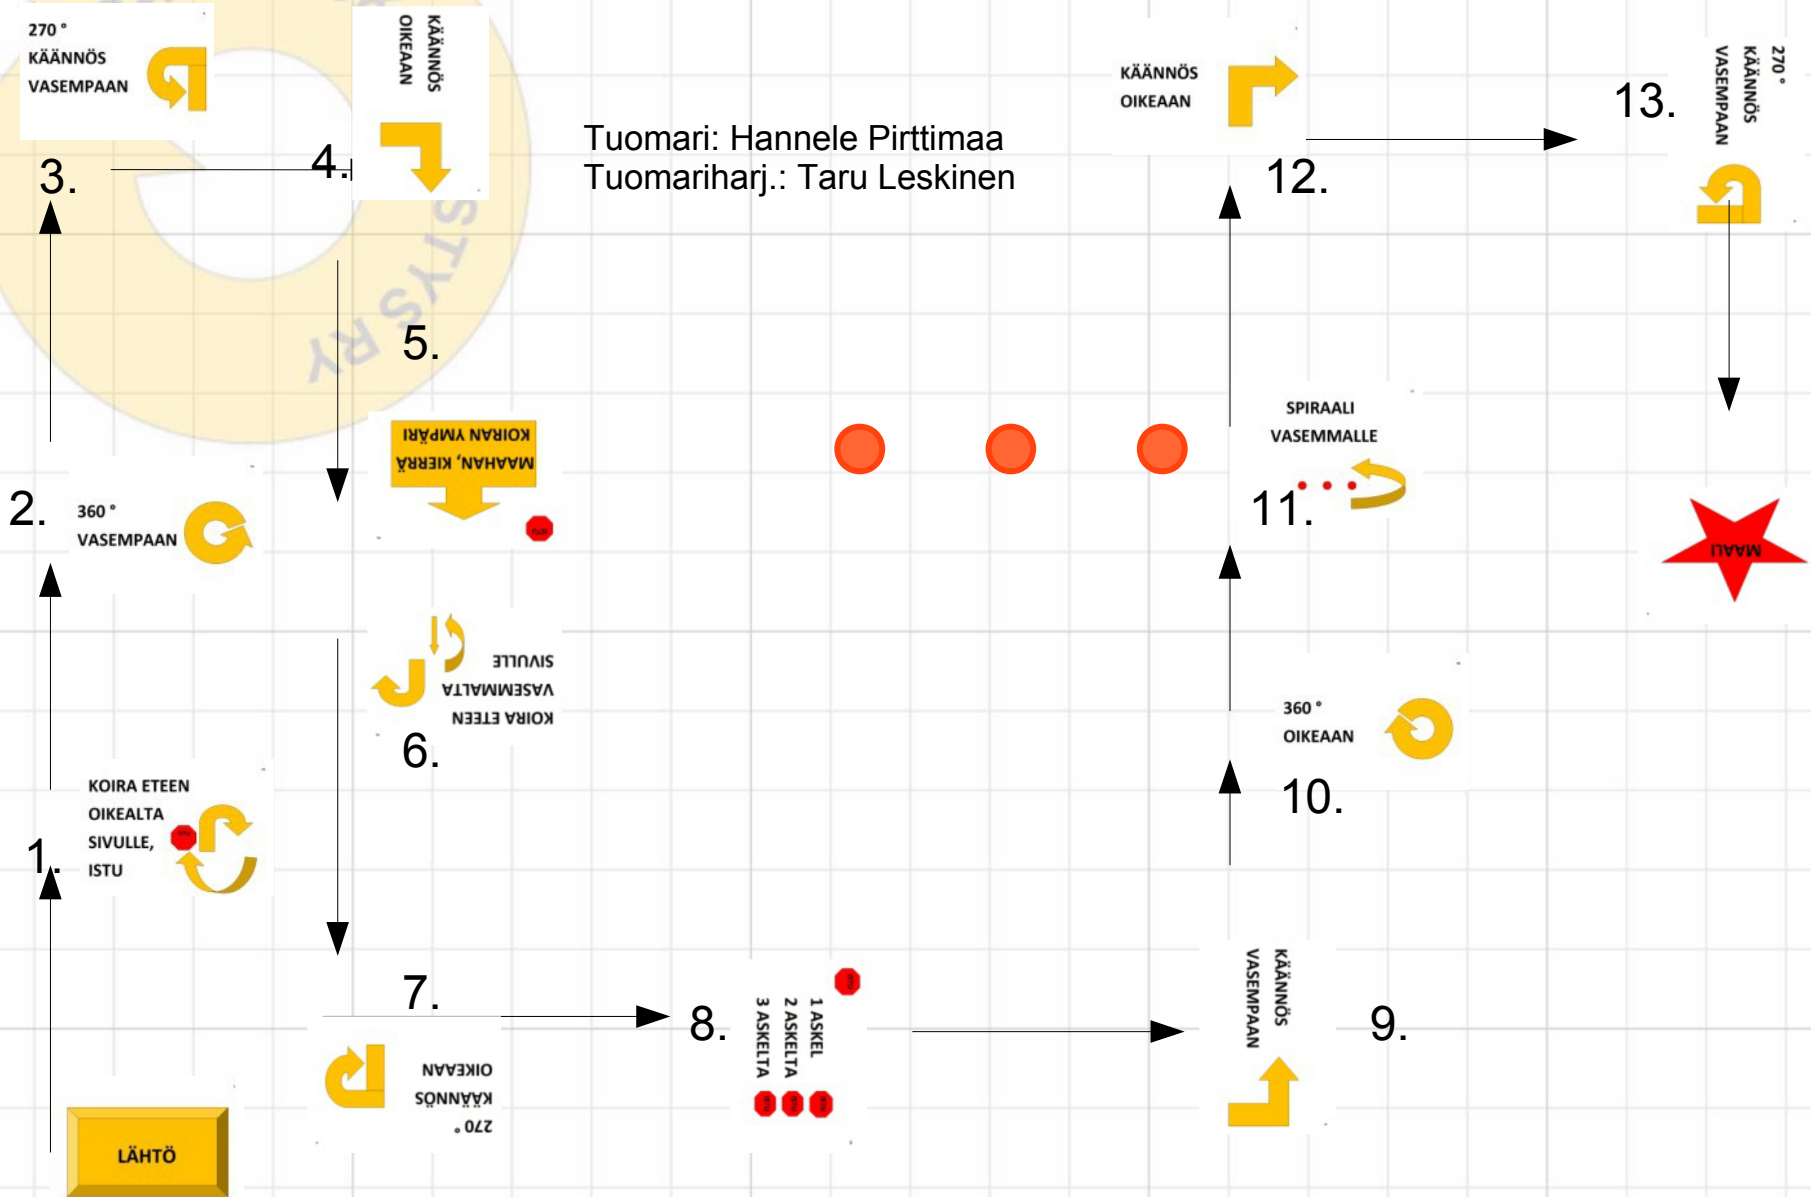 270 °
KÄÄNNÖS
VASEMPAAN
3.
KÄÄNNÖS
OIKEAAN
4.
Tuomari: Hannele Pirttimaa
Tuomariharj.: Taru Leskinen
KÄÄNNÖS
OIKEAAN
12.
13.
270 °
KÄÄNNÖS
VASEMPAAN
STYS RY
5.
MAAHAN, KIERRÄ
KOIRAN YMPÄRI
2.
360 °
VASEMPAAN
SPIRAALI
VASEMMALLE
11.
MAALI
KOIRA ETEEN
VASEMMALTA
SIVULLE
6.
360 °
OIKEAAN
10.
1.
KOIRA ETEEN
OIKEALTA
SIVULLE,
ISTU
7.
270 °
KÄÄNNÖS
OIKEAAN
8.
1 ASKEL
2 ASKELTA
3 ASKELTA
KÄÄNNÖS
VASEMPAAN
9.
LÄHTÖ